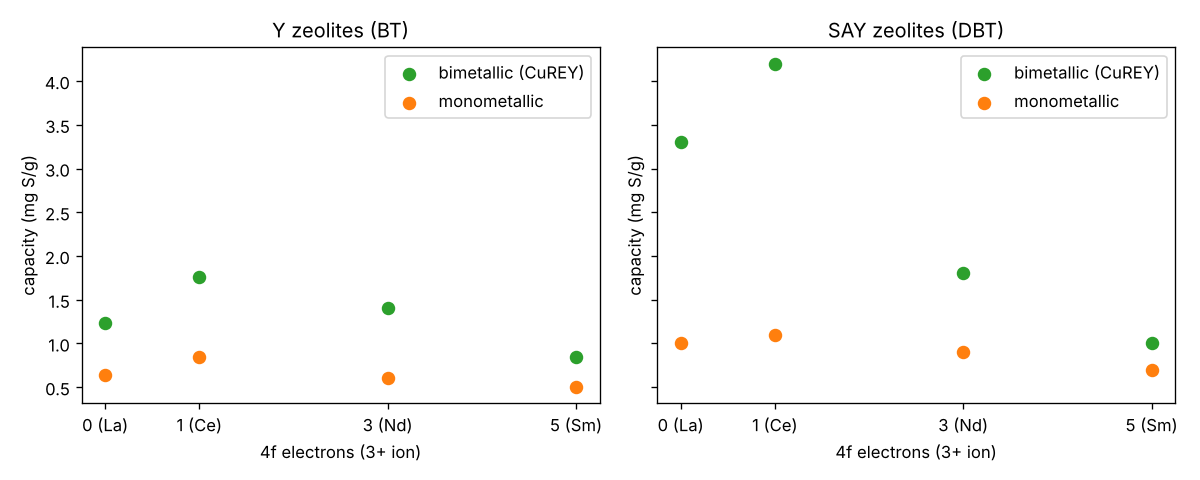 Y zeolites (BT)
bimetallic (CuREY)
monometallic
4.0
3.5
3.0
2.5
2.0
1.5
1.0
0.5
capacity (mg S/g)
0 (La)
1 (Ce)
3 (Nd)
5 (Sm)
4f electrons (3+ ion)
SAY zeolites (DBT)
bimetallic (CuREY)
monometallic
capacity (mg S/g)
0 (La)
1 (Ce)
3 (Nd)
5 (Sm)
4f electrons (3+ ion)